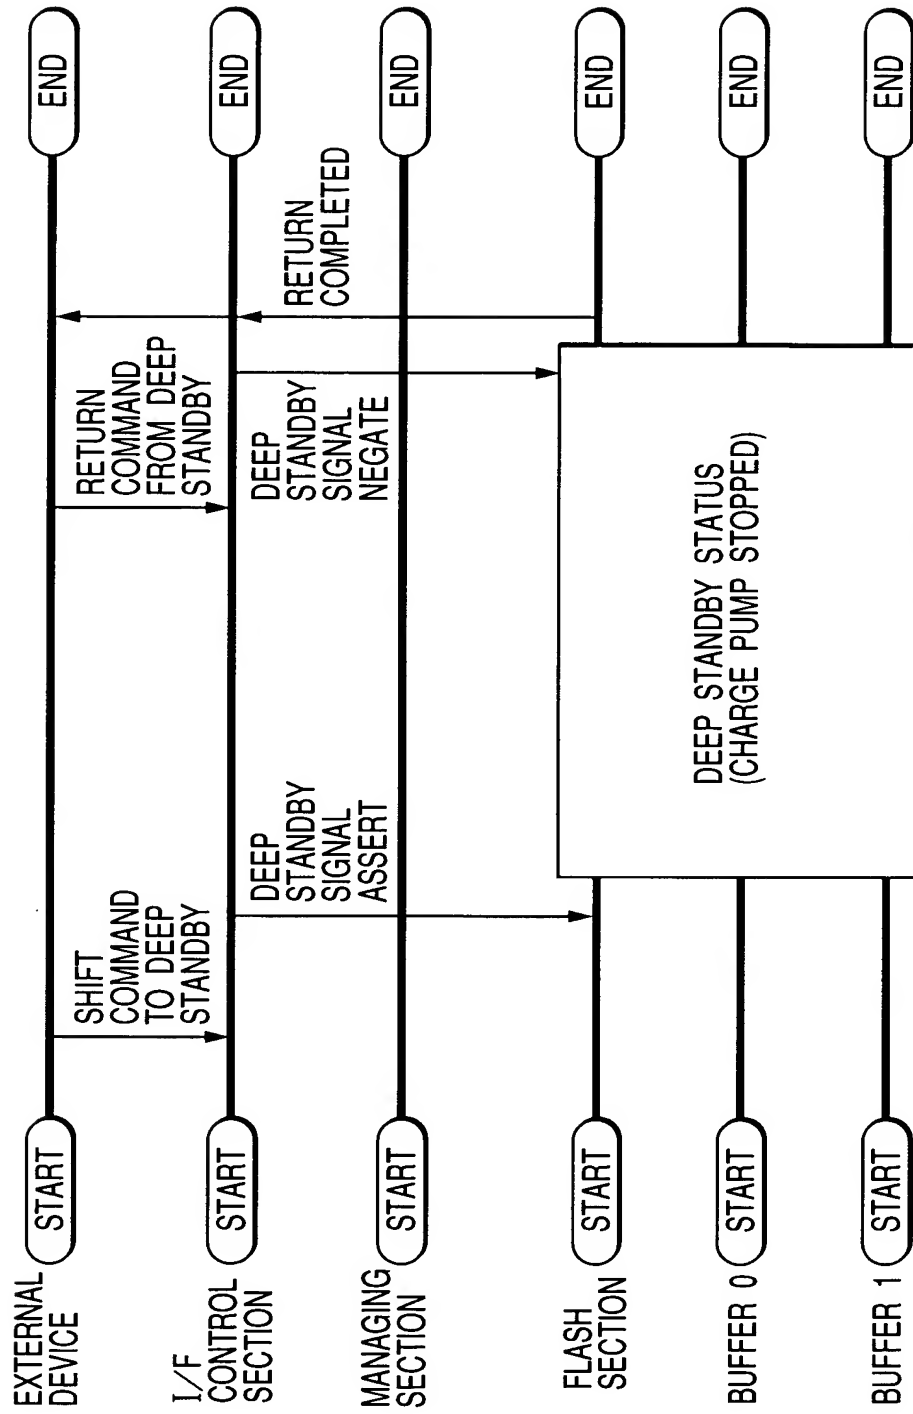 EXTERNAL
DEVICE
START
SHIFT
COMMAND
TO DEEP
STANDBY
RETURN
COMMAND
FROM DEEP
STANDBY
END
I/F
CONTROL
SECTION
START
DEEP
STANDBY
SIGNAL
ASSERT
DEEP
STANDBY
SIGNAL
NEGATE
RETURN
COMPLETED
END
MANAGING
SECTION
START
END
FLASH
SECTION
START
DEEP STANDBY STATUS
(CHARGE PUMP STOPPED)
END
BUFFER 0
START
END
BUFFER 1
START
END